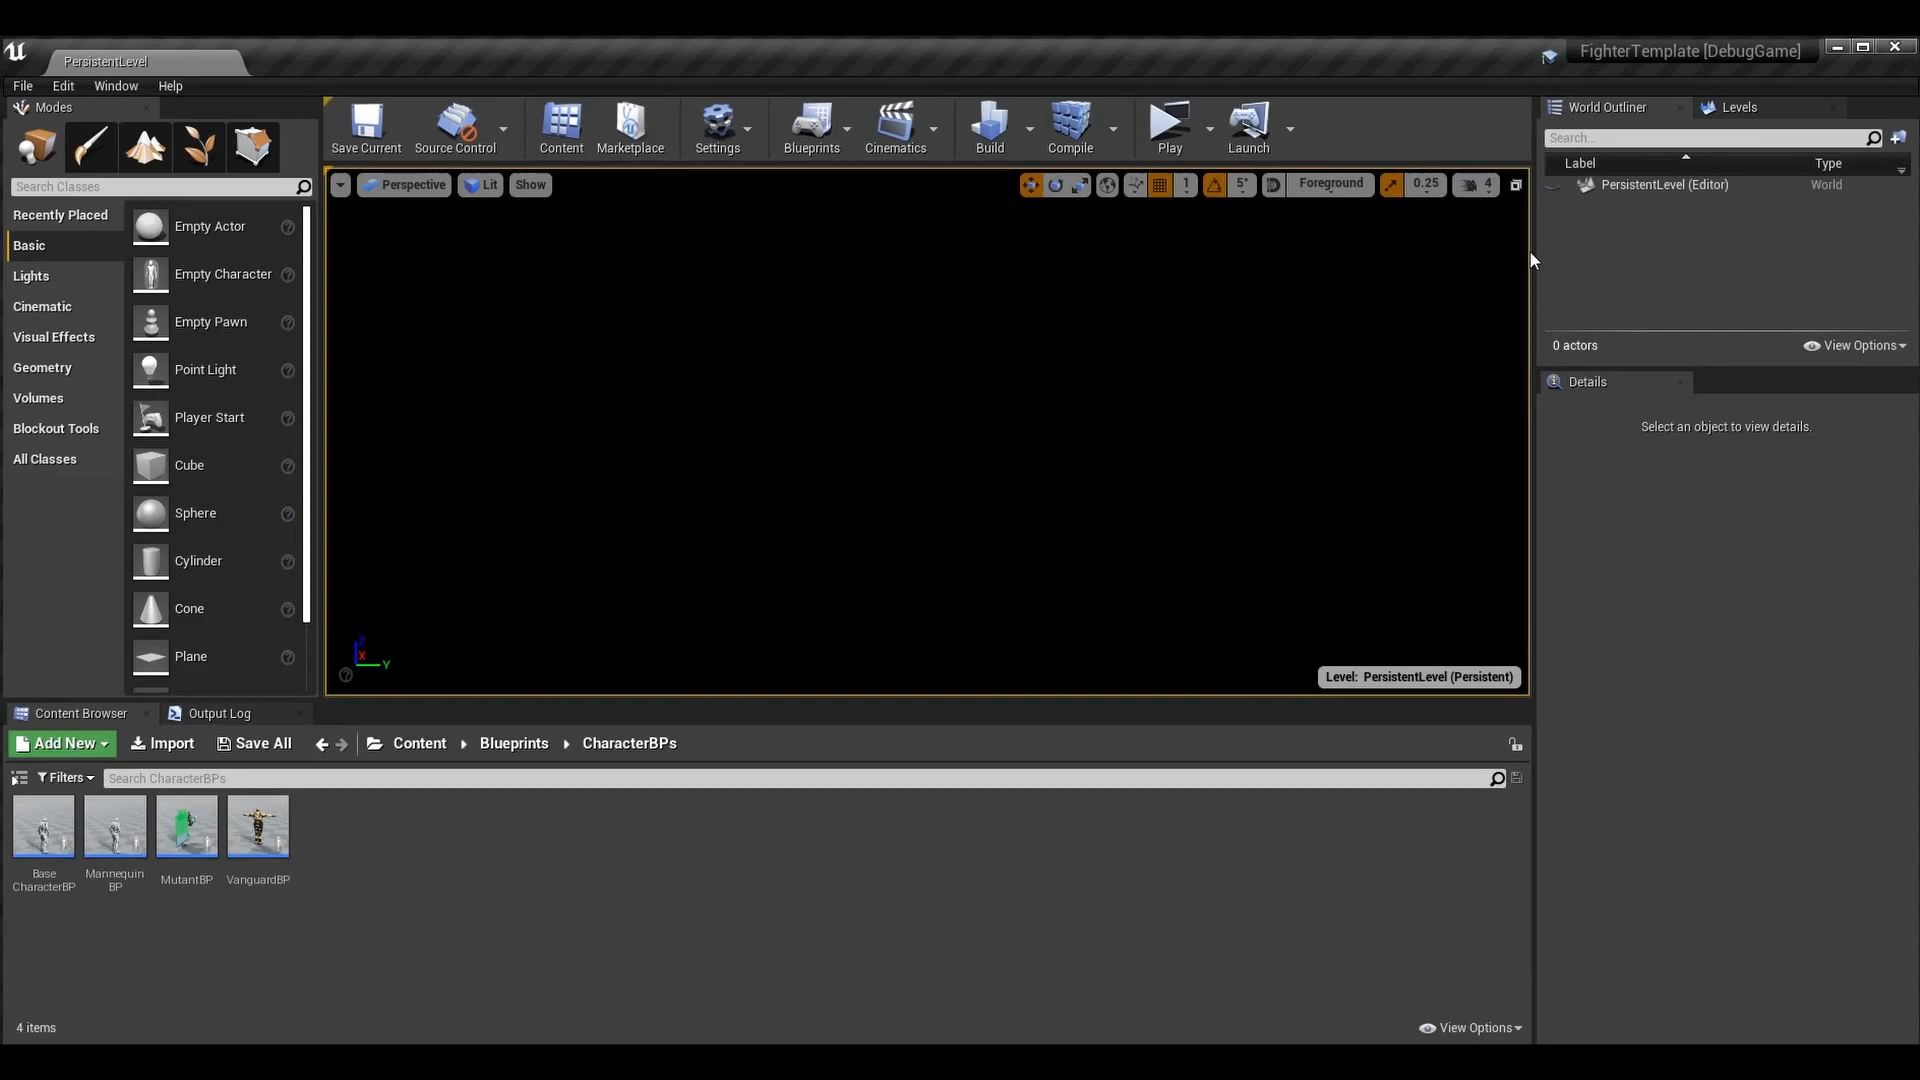 PersistentLevel
FighterTemplate [DebugGame]
File Edit Window Help
Modes
Search Classes
Recently Placed
Basic
Lights
Cinematic
Visual Effects
Geometry
Volumes
Blockout Tools
All Classes
Empty Actor
Empty Character
Empty Pawn
Point Light
Player Start
Cube
Sphere
Cylinder
Cone
Plane
Save Current
Source Control
Content
Marketplace
Settings
Blueprints
Cinematics
Build
Compile
Play
Launch
Perspective
Lit
Show
1
5°
Foreground
0.25
4
Z
X
Y
Level: PersistentLevel (Persistent)
World Outliner
Levels
Search...
Label
Type
PersistentLevel (Editor)
World
0 actors
View Options
Details
Select an object to view details.
Content Browser
Output Log
Add New
Import
Save All
Content
Blueprints
CharacterBPs
Filters
Search CharacterBPs
Base
CharacterBP
Mannequin
BP
MutantBP
VanguardBP
4 items
View Options